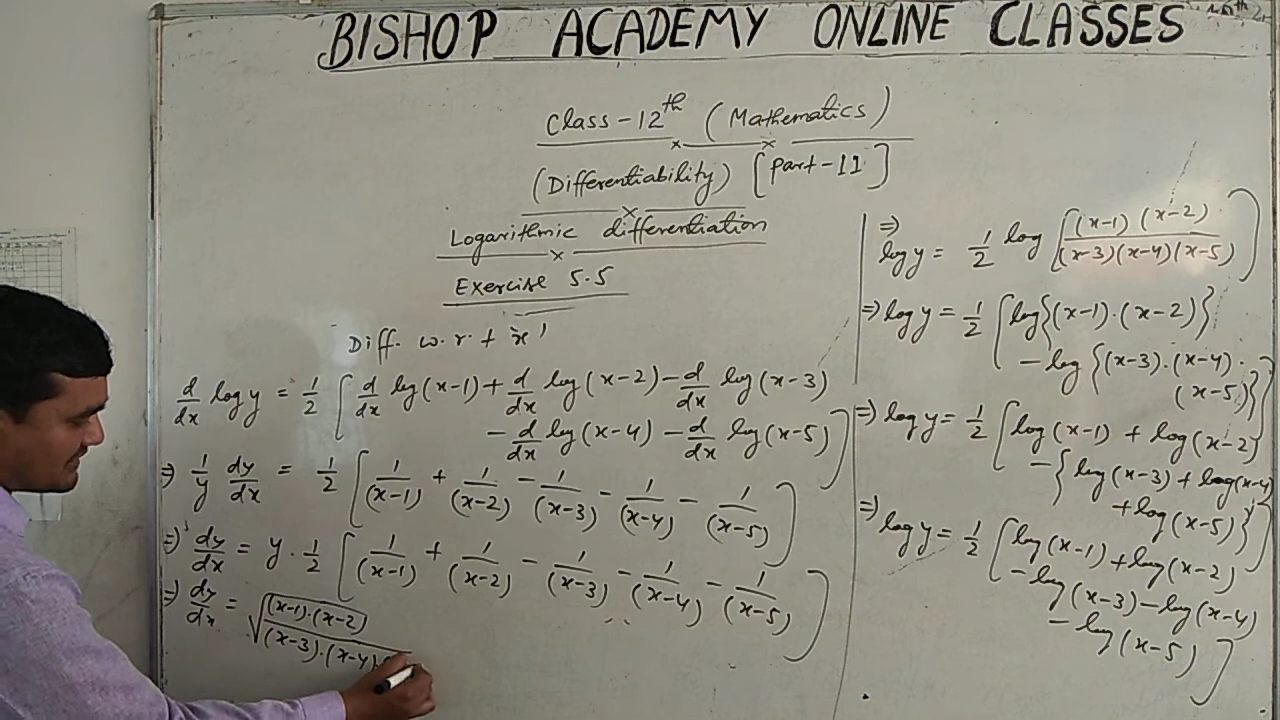 BISHOP ACADEMY ONLINE CLASSES
Class-12th (Mathematics)
(Differentiability) [Part-11]
Logarithmic differentiation
Exercise 5.5
⇒ log y = 1/2 log [(x-1)(x-2)/(x-3)(x-4)(x-5)]
⇒ log y = 1/2 [log{(x-1).(x-2)}
- log {(x-3).(x-4).
(x-5)}]
⇒ log y = 1/2 [log(x-1) + log(x-2)
- {log(x-3) + log(x-4)
+ log(x-5)}]
⇒ log y = 1/2 [log(x-1) + log(x-2)
- log(x-3) - log(x-4)
- log(x-5)]
Diff. w.r.t 'x'
d/dx log y = 1/2 [d/dx log(x-1) + d/dx log(x-2) - d/dx log(x-3)
- d/dx log(x-4) - d/dx log(x-5)]
⇒ 1/y dy/dx = 1/2 [1/(x-1) + 1/(x-2) - 1/(x-3) - 1/(x-4) - 1/(x-5)]
⇒ dy/dx = y . 1/2 [1/(x-1) + 1/(x-2) - 1/(x-3) - 1/(x-4) - 1/(x-5)]
⇒ dy/dx = √((x-1).(x-2)/(x-3).(x-4)